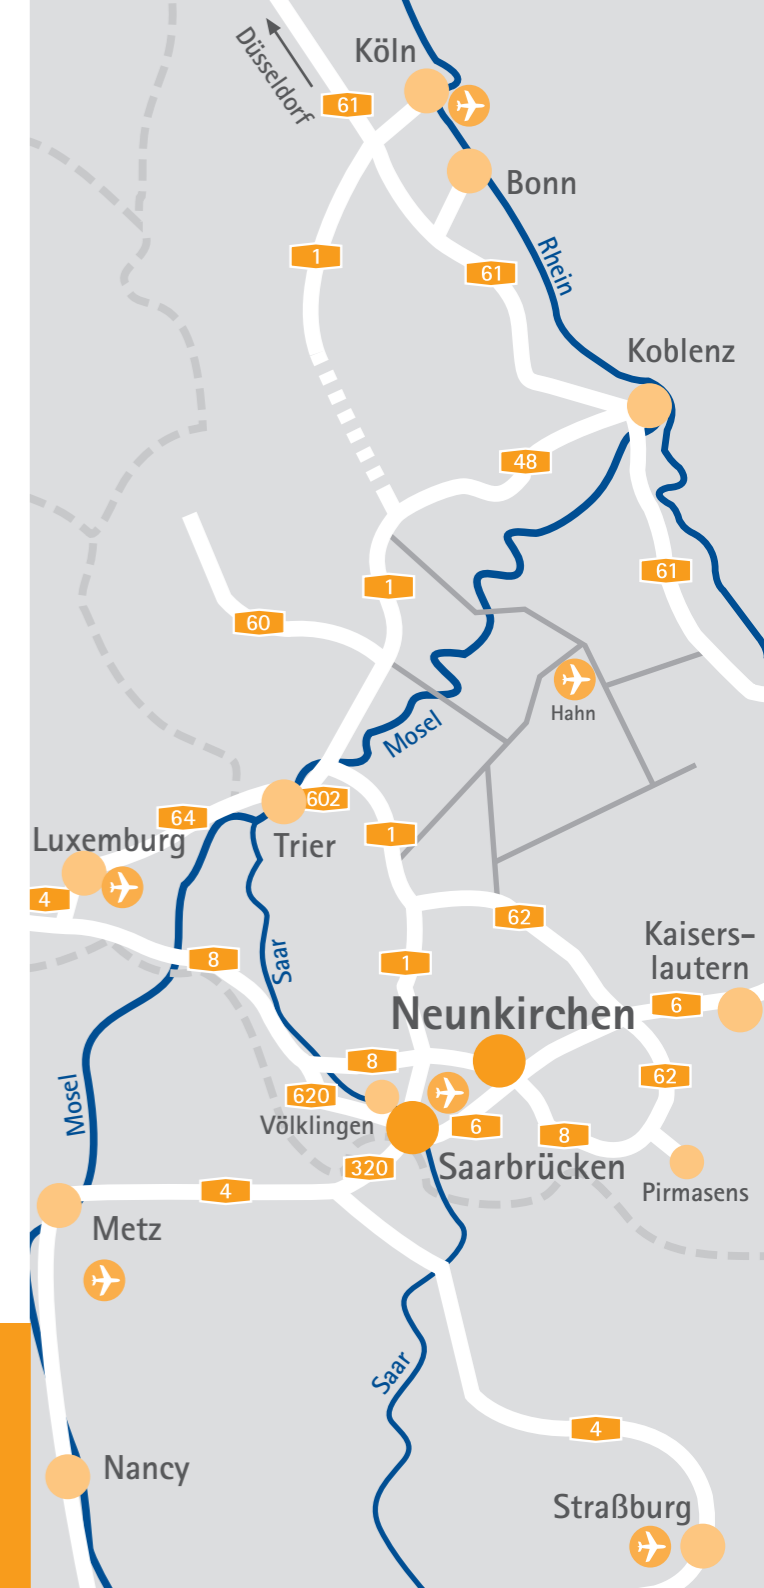 Köln
Düsseldorf
61
Bonn
1
Rhein
61
Koblenz
48
61
1
60
Hahn
Mosel
602
64
Luxemburg
Trier
1
4
62
Kaisers-
lautern
8
Saar
1
6
Neunkirchen
8
62
620
Völklingen
6
8
Mosel
320
Saarbrücken
4
Pirmasens
Metz
Saar
4
Nancy
Straßburg